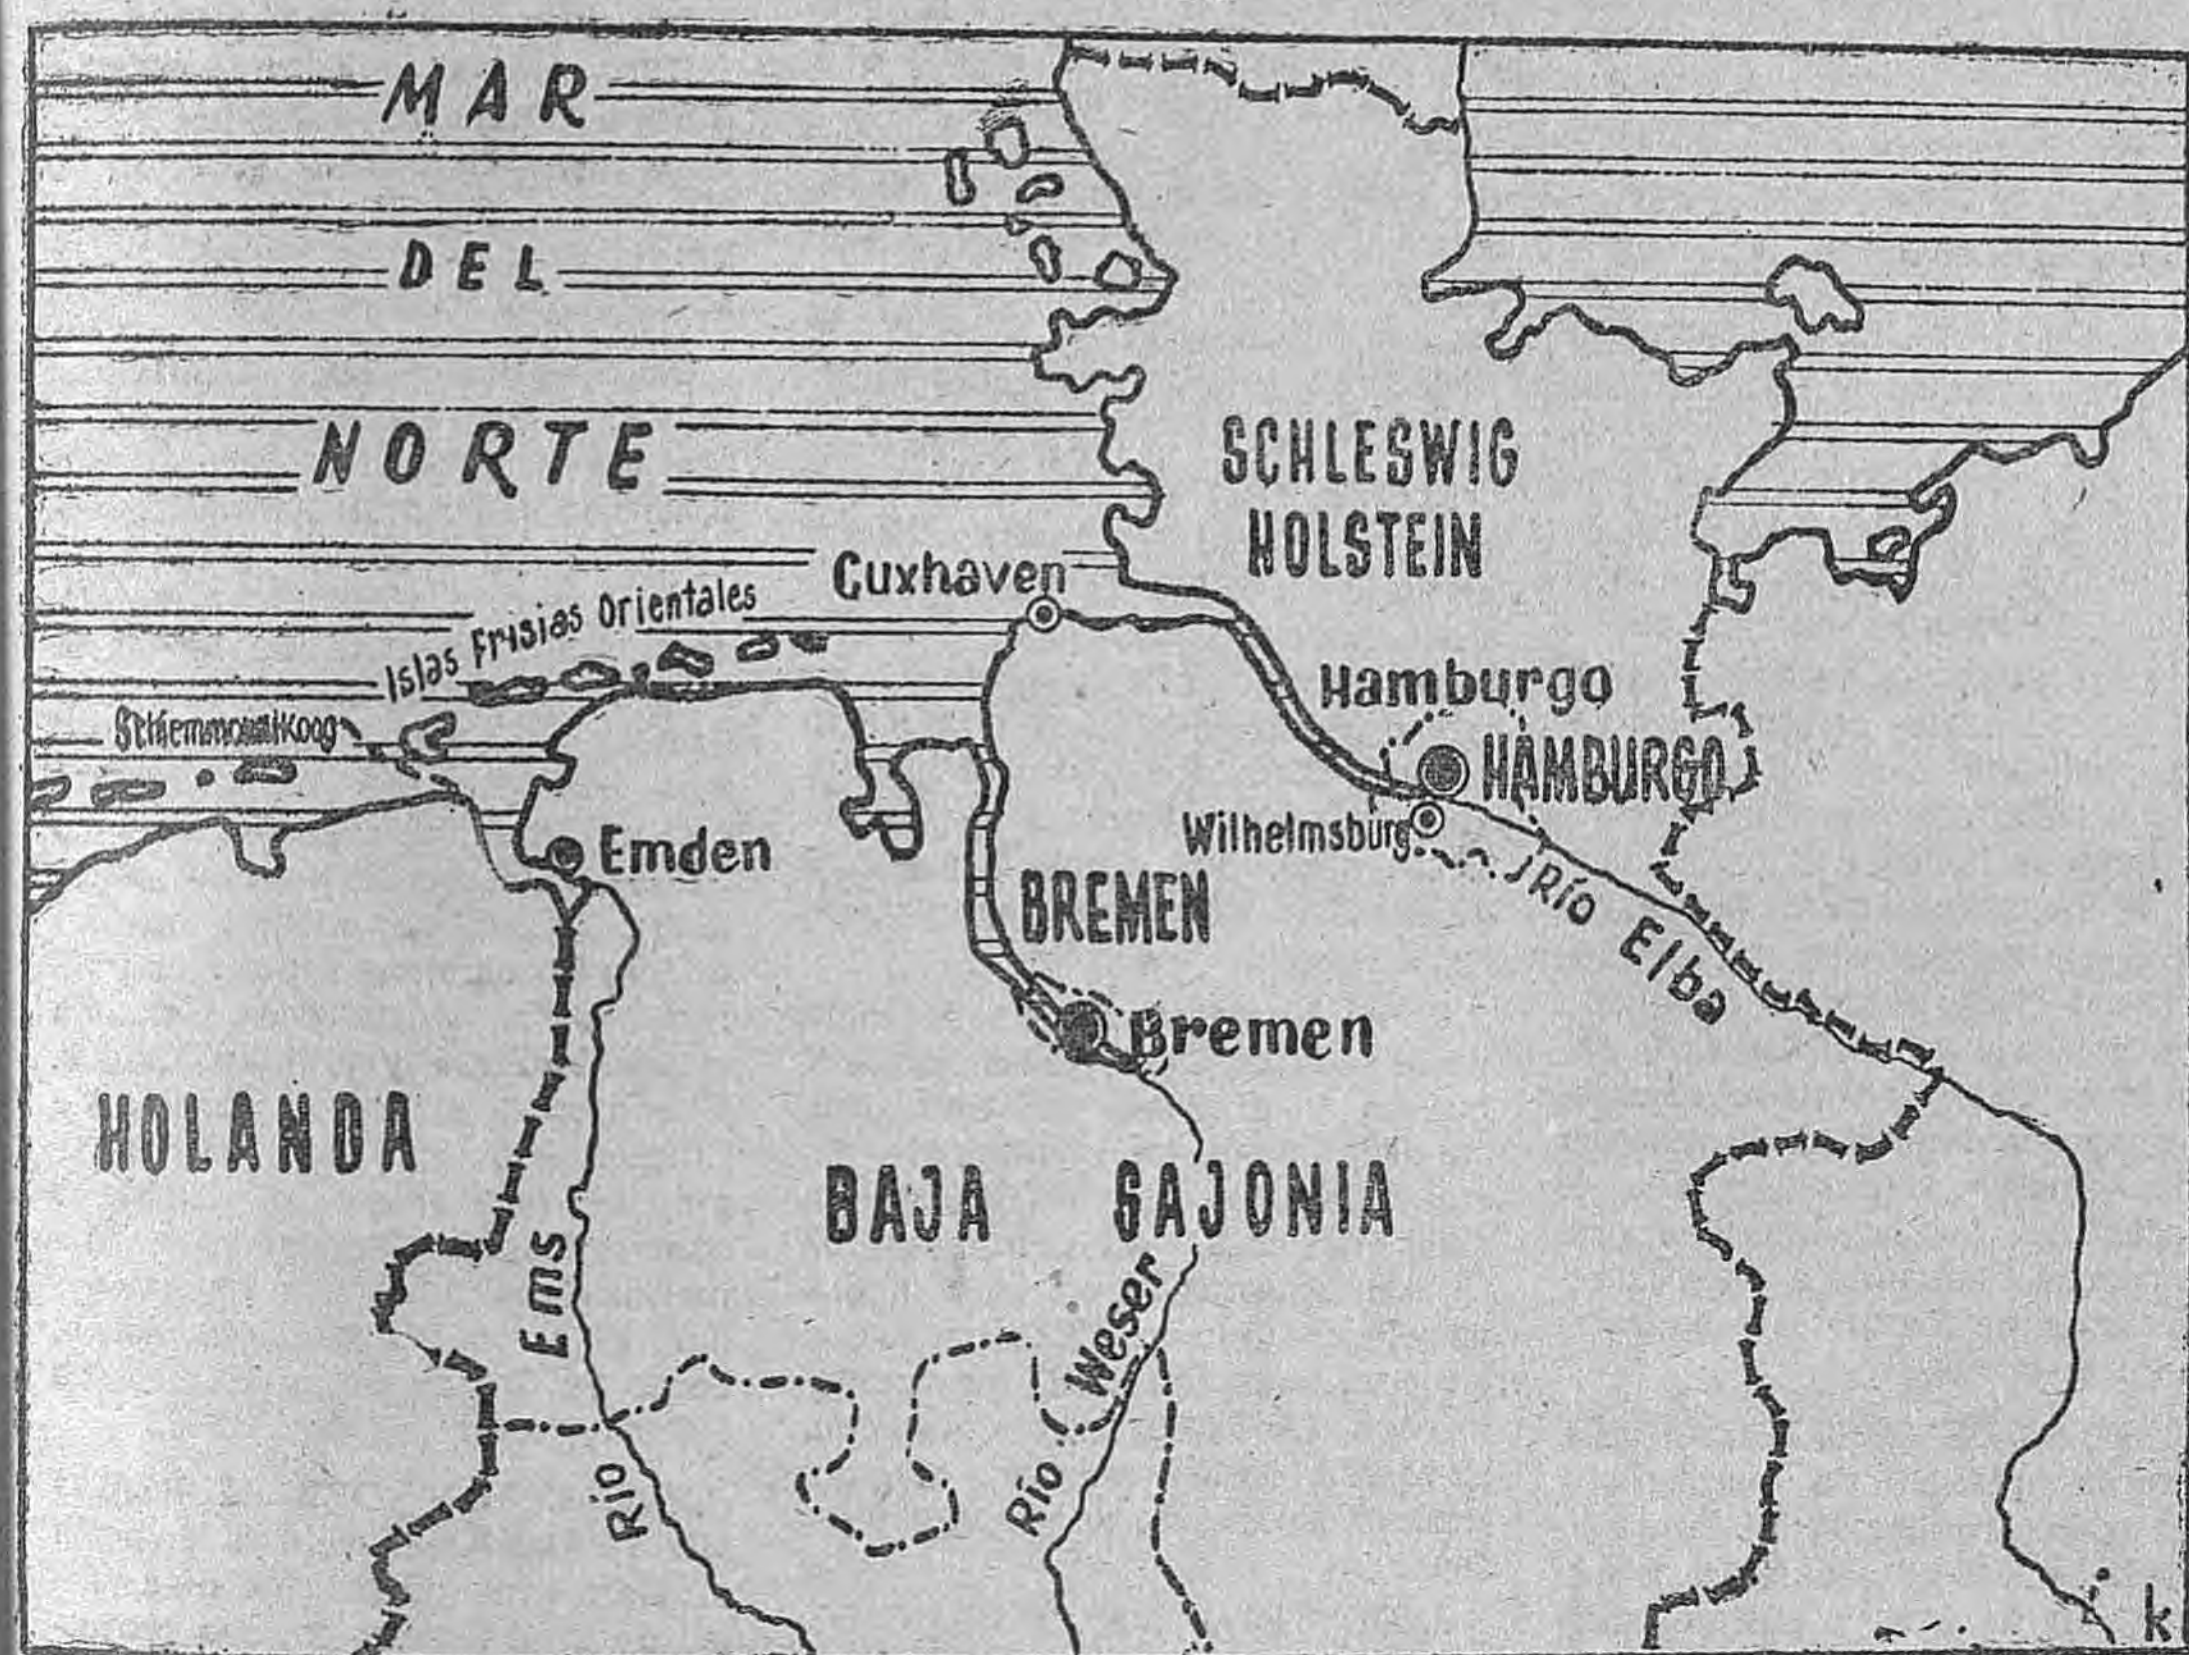 MAR
DEL
NORTE
SCHLESWIG
HOLSTEIN
Cuxhaven
Islas Frisias Orientales
Hamburgo
HAMBURGO
Wilhelmsburg
Emden
BREMEN
Río Elba
Bremen
HOLANDA
BAJA SAJONIA
Río Ems
Río Weser
k